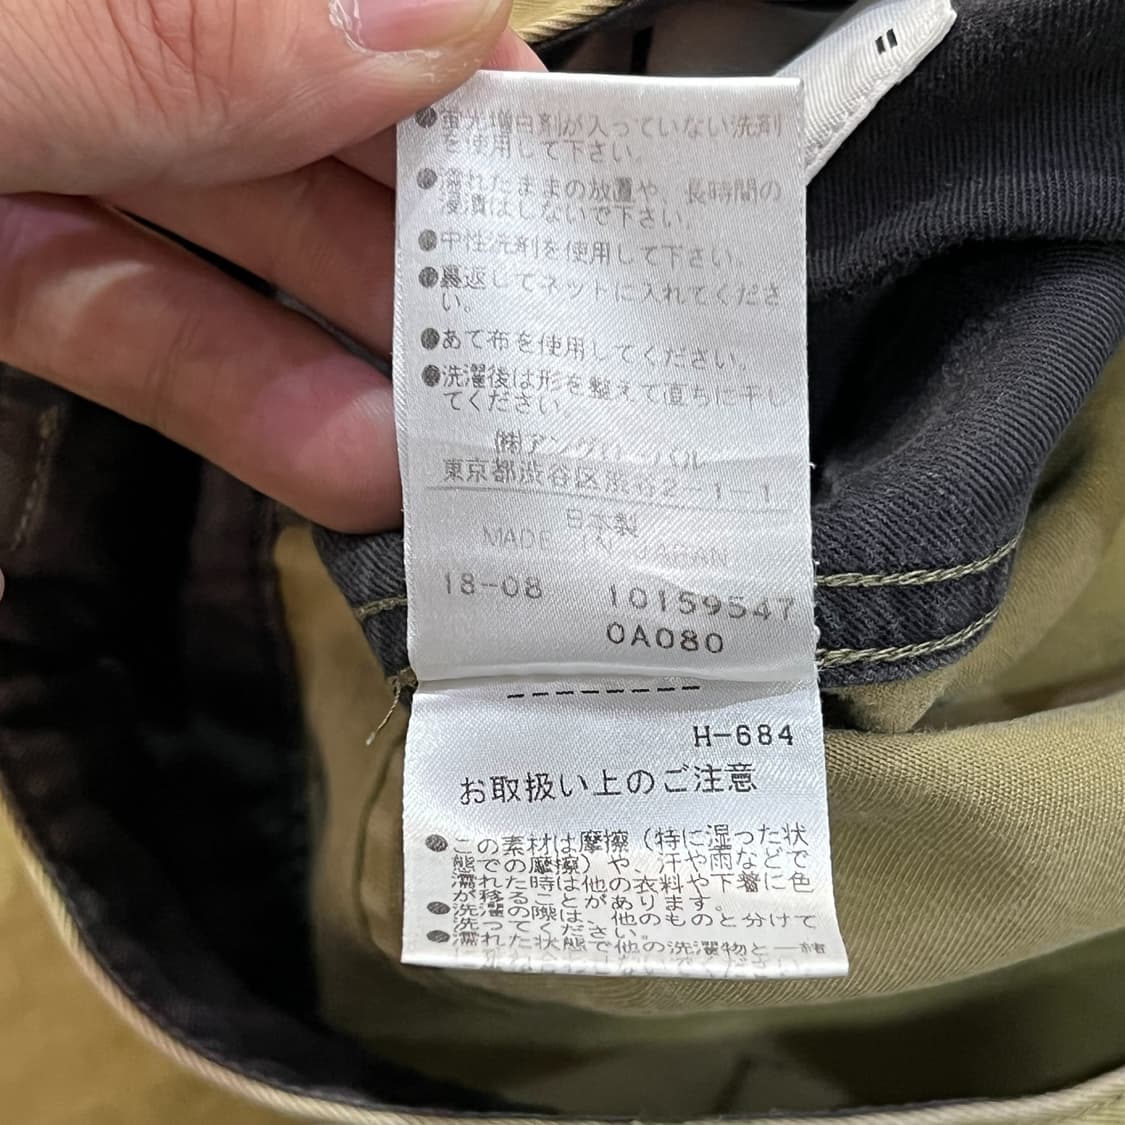 "
●蛍光増白剤が入っていない洗剤
を使用して下さい。
●濡れたままの放置や、長時間の
浸漬はしないで下さい。
●中性洗剤を使用して下さい。
●裏返してネットに入れてくださ
い。
●あて布を使用してください。
●洗濯後は形を整えて直ちに干し
てください。
㈱アングローバル
東京都渋谷区渋谷2-1-1
日本製
MADE IN JAPAN
18-08 10159547
0A080
--------
H-684
お取扱い上のご注意
●この素材は摩擦(特に湿った状
態での摩擦)や、汗や雨などで
濡れた時は他の衣料や下着に色
が移ることがあります。
●洗濯の際は、他のものと分けて
洗ってください。
●濡れた状態で他の洗濯物と一緒